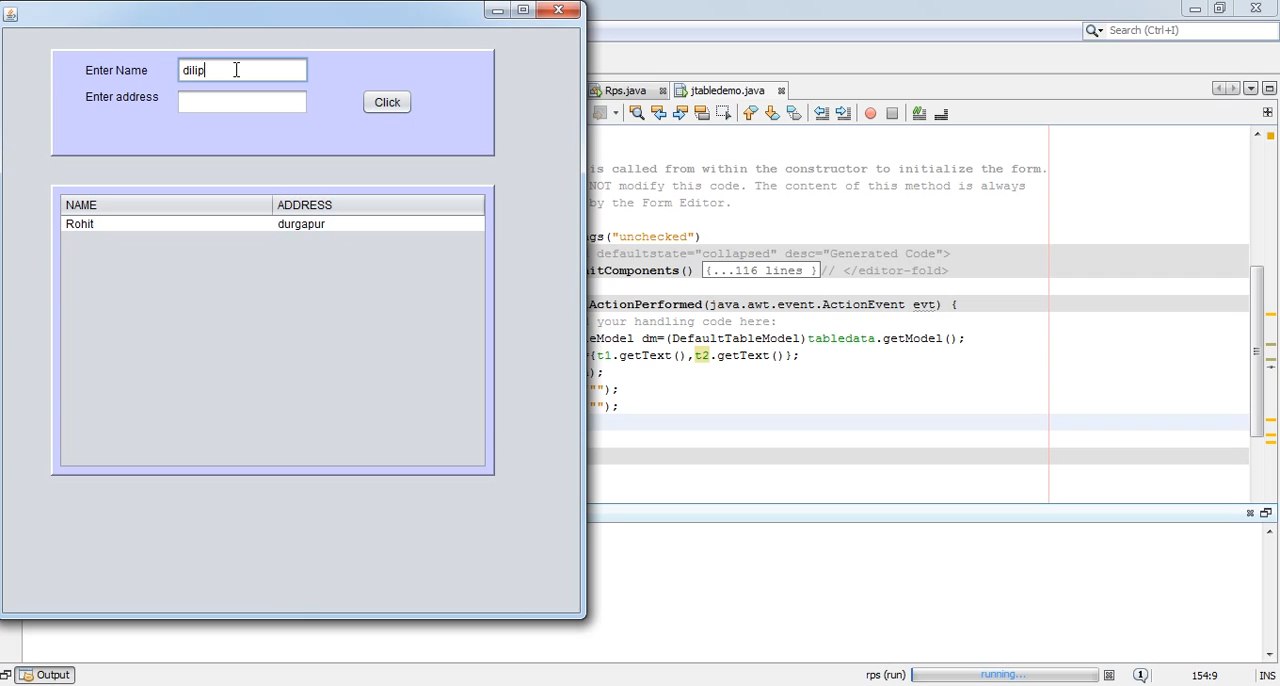 Search (Ctrl+I)
Enter Name dilip
Enter address
Click
NAME ADDRESS
Rohit durgapur
Rps.java jtabledemo.java
is called from within the constructor to initialize the form.
NOT modify this code. The content of this method is always
by the Form Editor.
gs("unchecked")
defaultstate="collapsed" desc="Generated Code">
itComponents() {...116 lines }// </editor-fold>
ActionPerformed(java.awt.event.ActionEvent evt) {
your handling code here:
eModel dm=(DefaultTableModel)tabledata.getModel();
={t1.getText(),t2.getText()};
);
"");
"");
Output
rps (run) running... 1 154:9 INS